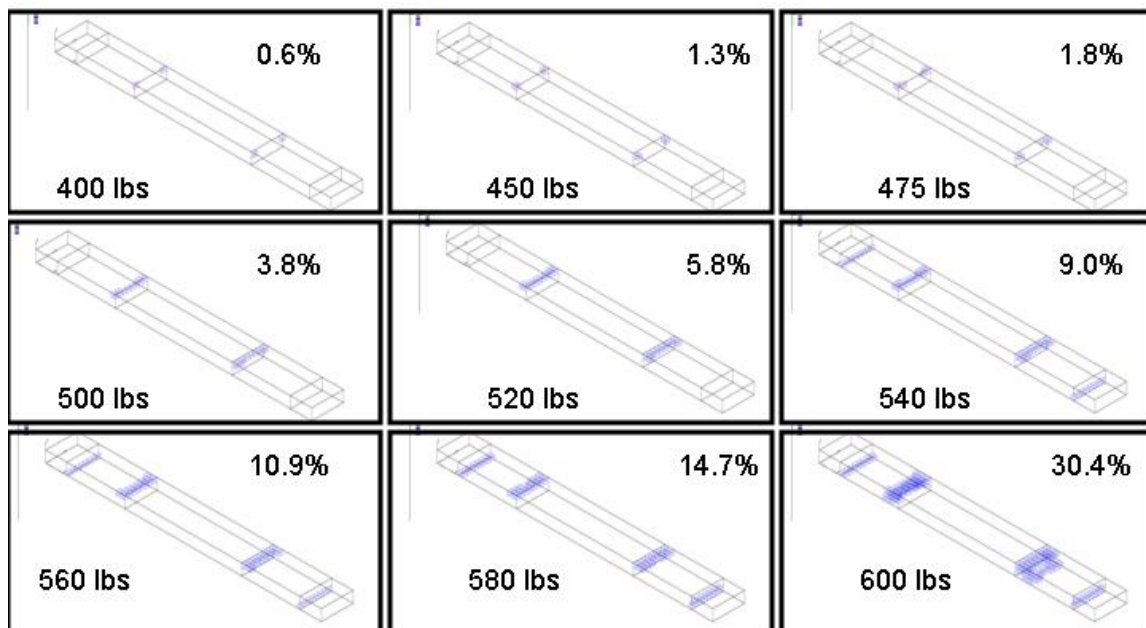 0.6%
400 lbs
1.3%
450 lbs
1.8%
475 lbs
3.8%
500 lbs
5.8%
520 lbs
9.0%
540 lbs
10.9%
560 lbs
14.7%
580 lbs
30.4%
600 lbs